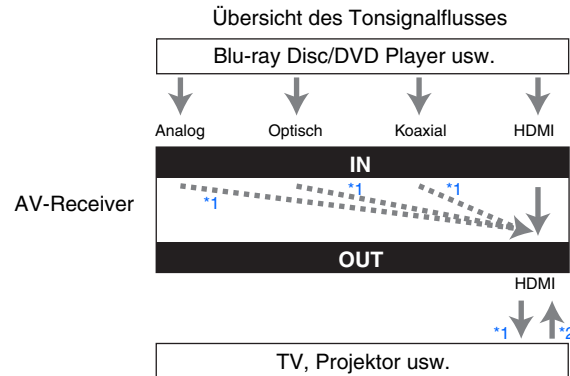 Übersicht des Tonsignalflusses
Blu-ray Disc/DVD Player usw.
Analog Optisch Koaxial HDMI
IN
*1 *1 *1
AV-Receiver
OUT
HDMI
*1 *2
TV, Projektor usw.